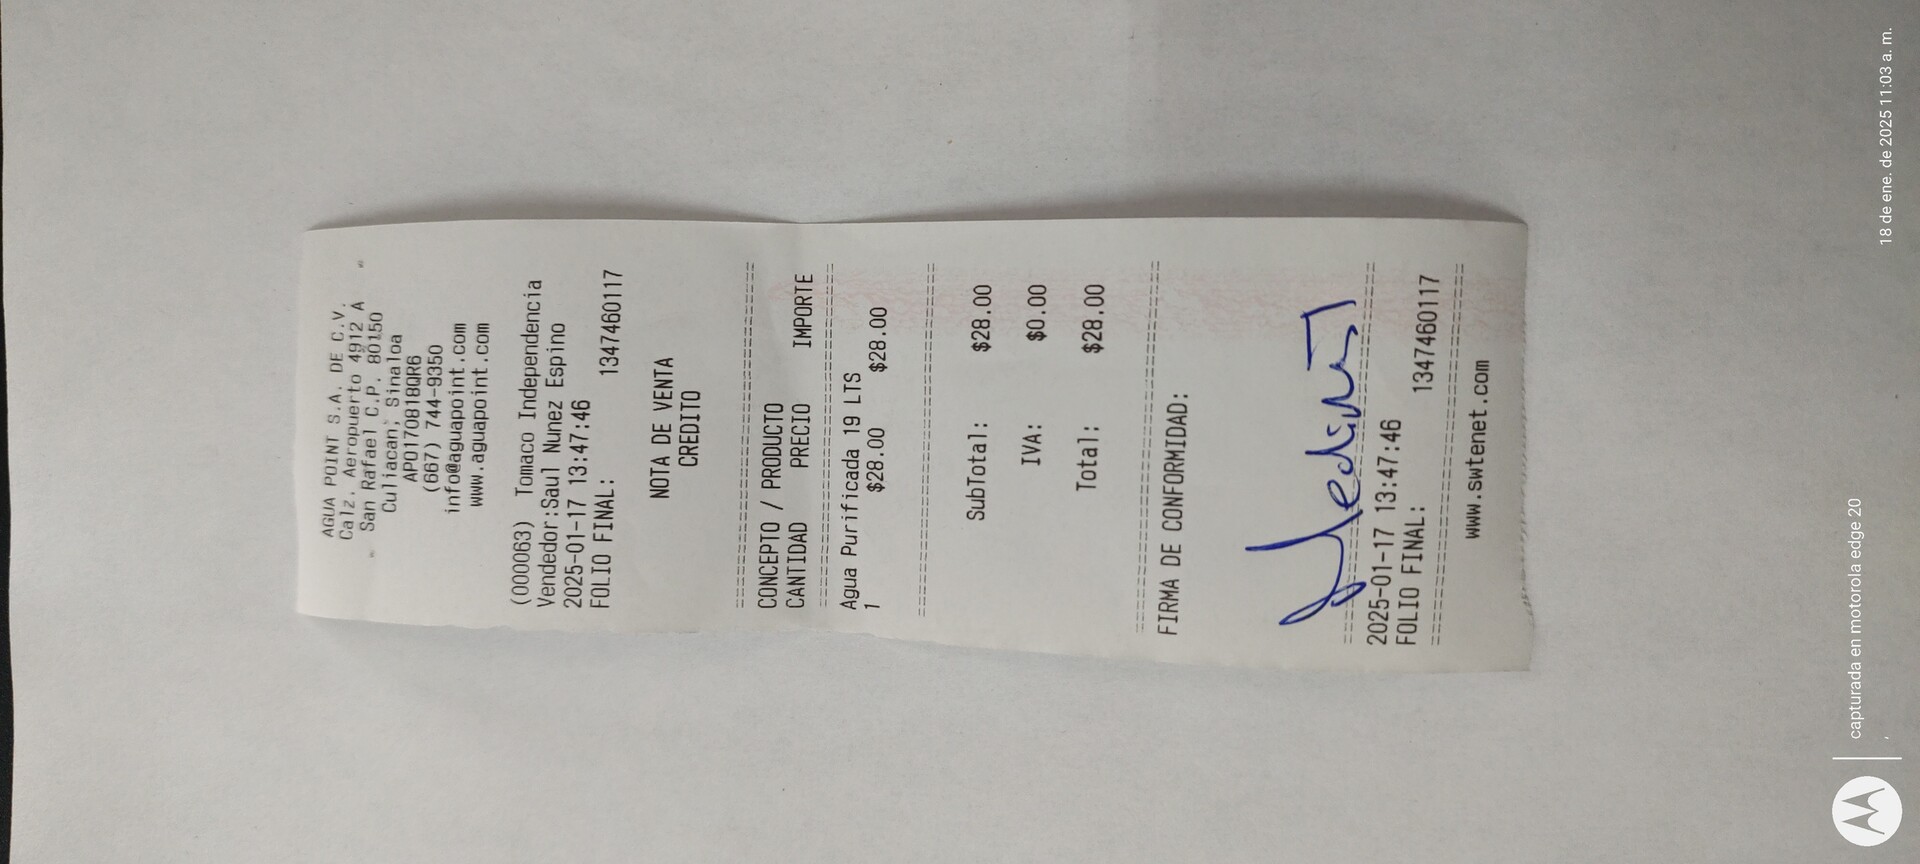 AGUA POINT S.A. DE C.V.
Calz. Aeropuerto 4912 A
San Rafael C.P. 80150
Culiacan, Sinaloa
APO170818QR6
(667) 744-9350
info@aguapoint.com
www.aguapoint.com
(000063) Tomaco Independencia
Vendedor:Saul Nunez Espino
2025-01-17 13:47:46
FOLIO FINAL: 1347460117
NOTA DE VENTA
CREDITO
CONCEPTO / PRODUCTO
CANTIDAD PRECIO IMPORTE
Agua Purificada 19 LTS
1 $28.00 $28.00
SubTotal: $28.00
IVA: $0.00
Total: $28.00
FIRMA DE CONFORMIDAD:
2025-01-17 13:47:46
FOLIO FINAL: 1347460117
www.swtenet.com
capturada en motorola edge 20
18 de ene. de 2025 11:03 a. m.